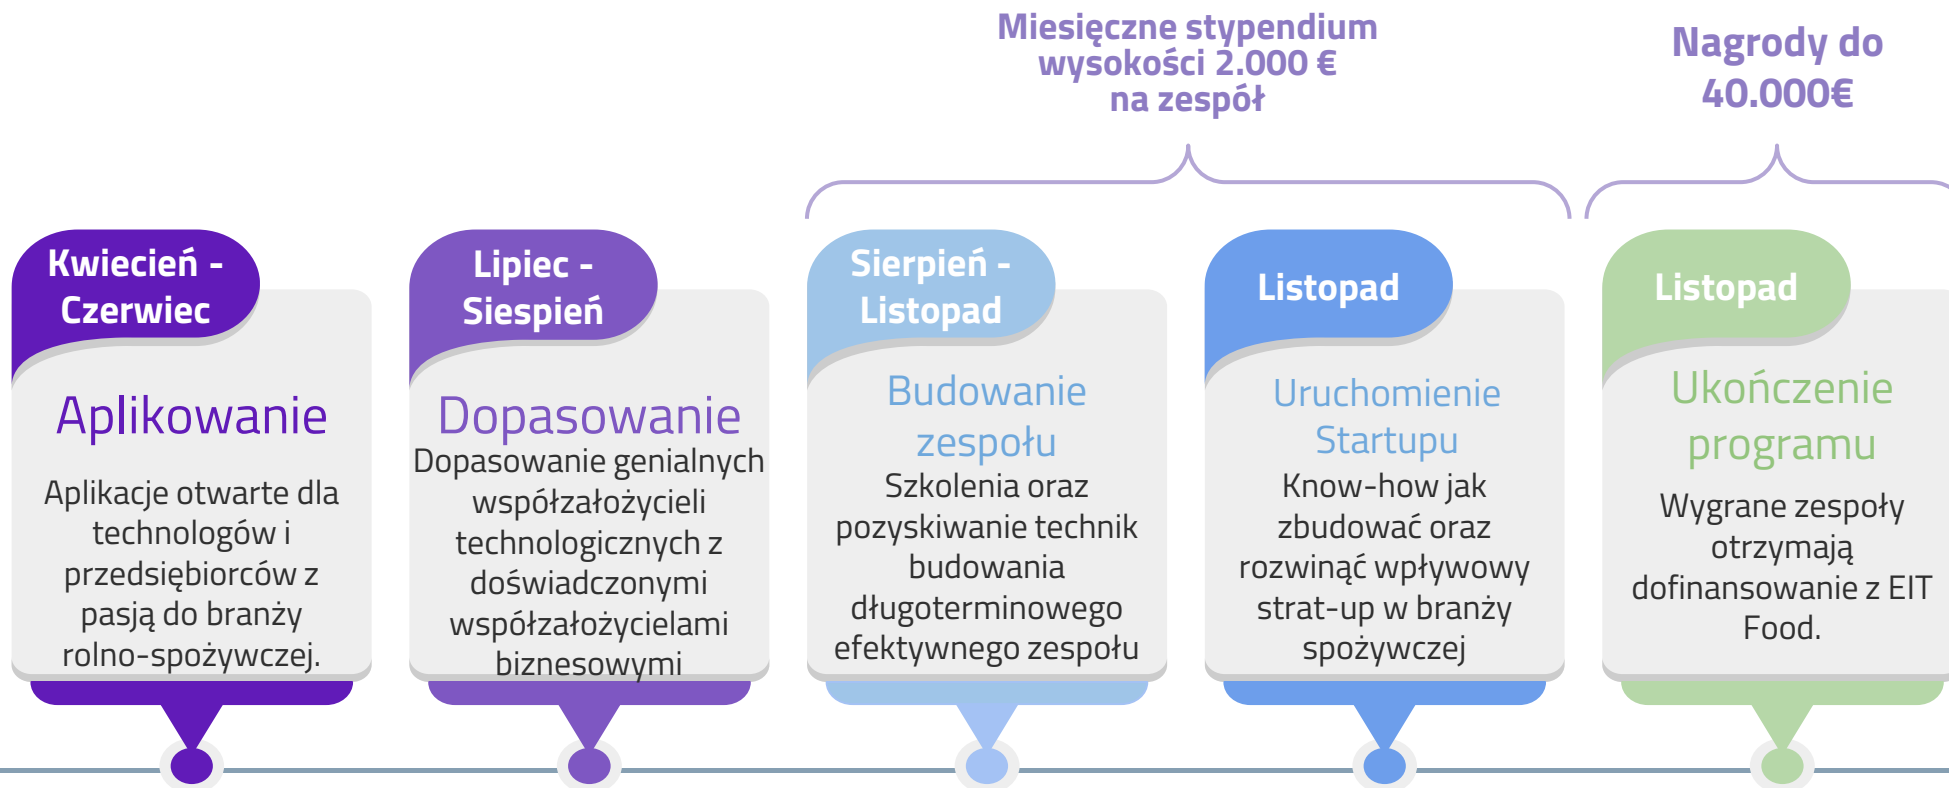 Miesięczne stypendium
wysokości 2.000 €
na zespół
Nagrody do
40.000€
Kwiecień -
Czerwiec
Aplikowanie
Aplikacje otwarte dla
technologów i
przedsiębiorców z
pasją do branży
rolno-spożywczej.
Lipiec -
Siespień
Dopasowanie
Dopasowanie genialnych
współzałożycieli
technologicznych z
doświadczonymi
współzałożycielami
biznesowymi
Sierpień -
Listopad
Budowanie
zespołu
Szkolenia oraz
pozyskiwanie technik
budowania
długoterminowego
efektywnego zespołu
Listopad
Uruchomienie
Startupu
Know-how jak
zbudować oraz
rozwinąć wpływowy
strat-up w branży
spożywczej
Listopad
Ukończenie
programu
Wygrane zespoły
otrzymają
dofinansowanie z EIT
Food.